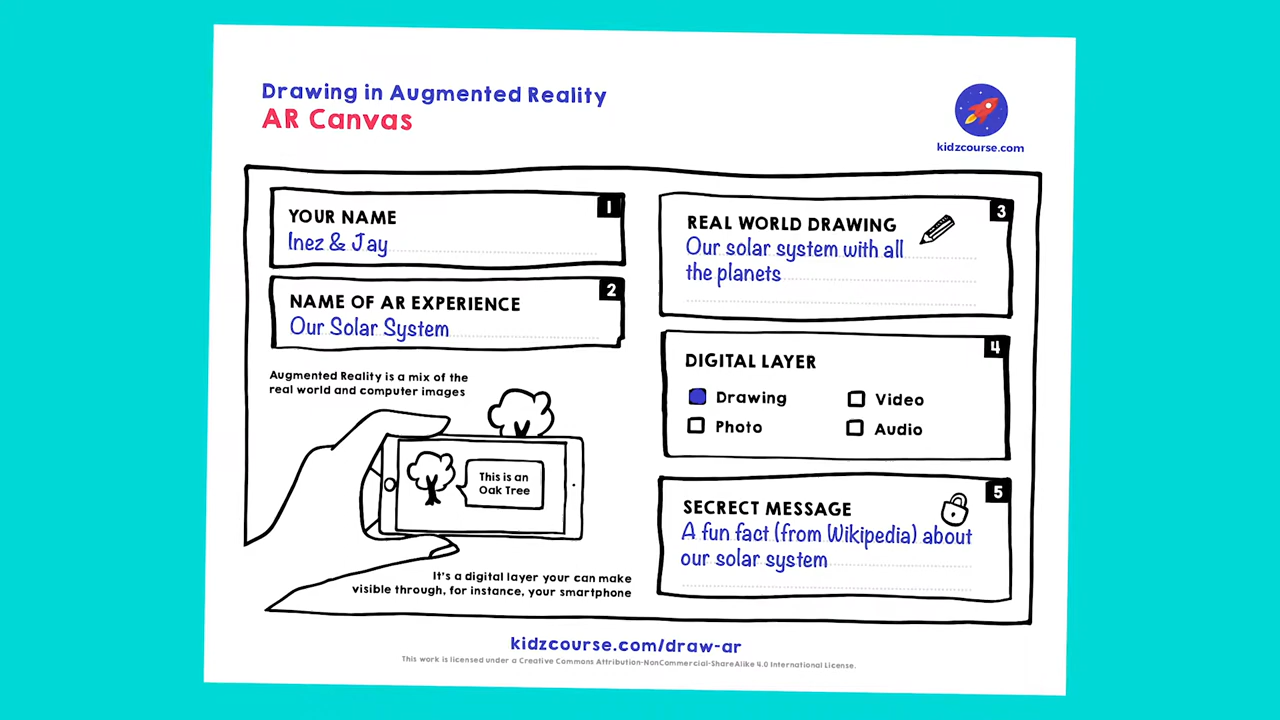 Drawing in Augmented Reality
AR Canvas
kidzcourse.com
1
YOUR NAME
Inez & Jay
2
NAME OF AR EXPERIENCE
Our Solar System
Augmented Reality is a mix of the
real world and computer images
This is an
Oak Tree
It's a digital layer your can make
visible through, for instance, your smartphone
3
REAL WORLD DRAWING
Our solar system with all
the planets
4
DIGITAL LAYER
Drawing
Video
Photo
Audio
5
SECRECT MESSAGE
A fun fact (from Wikipedia) about
our solar system
kidzcourse.com/draw-ar
This work is licensed under a Creative Commons Attribution-NonCommercial-ShareAlike 4.0 International License.